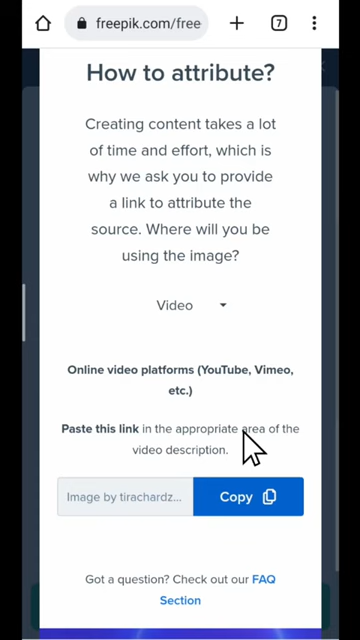 freepik.com/free
7
How to attribute?
Creating content takes a lot
of time and effort, which is
why we ask you to provide
a link to attribute the
source. Where will you be
using the image?
Video
Online video platforms (YouTube, Vimeo,
etc.)
Paste this link in the appropriate area of the
video description.
Image by tirachardz...
Copy
Got a question? Check out our FAQ
Section